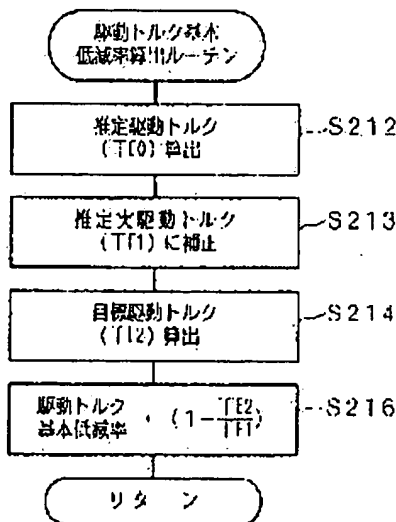 駆動トルク基本
低減率算出ルーチン
推定駆動トルク
(TE0) 算出
S212
推定実駆動トルク
(TE1) に補正
S213
目標駆動トルク
(TE2) 算出
S214
駆動トルク
基本低減率 ← (1-TE2/TE1)
S216
リターン